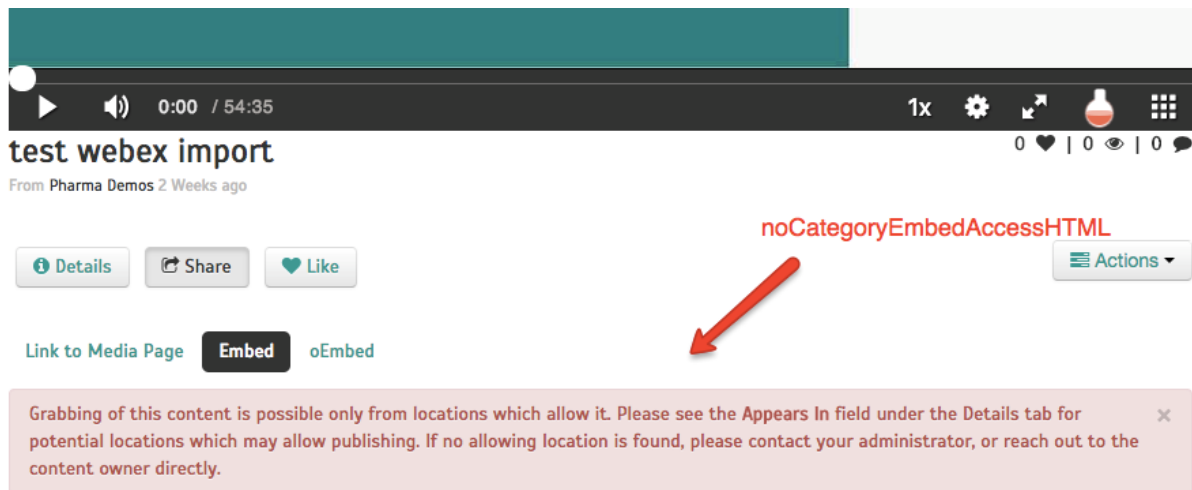 0:00 / 54:35 1x
test webex import
0 | 0 | 0
From Pharma Demos 2 Weeks ago
noCategoryEmbedAccessHTML
Details Share Like Actions
Link to Media Page Embed oEmbed
Grabbing of this content is possible only from locations which allow it. Please see the Appears In field under the Details tab for
potential locations which may allow publishing. If no allowing location is found, please contact your administrator, or reach out to the
content owner directly.